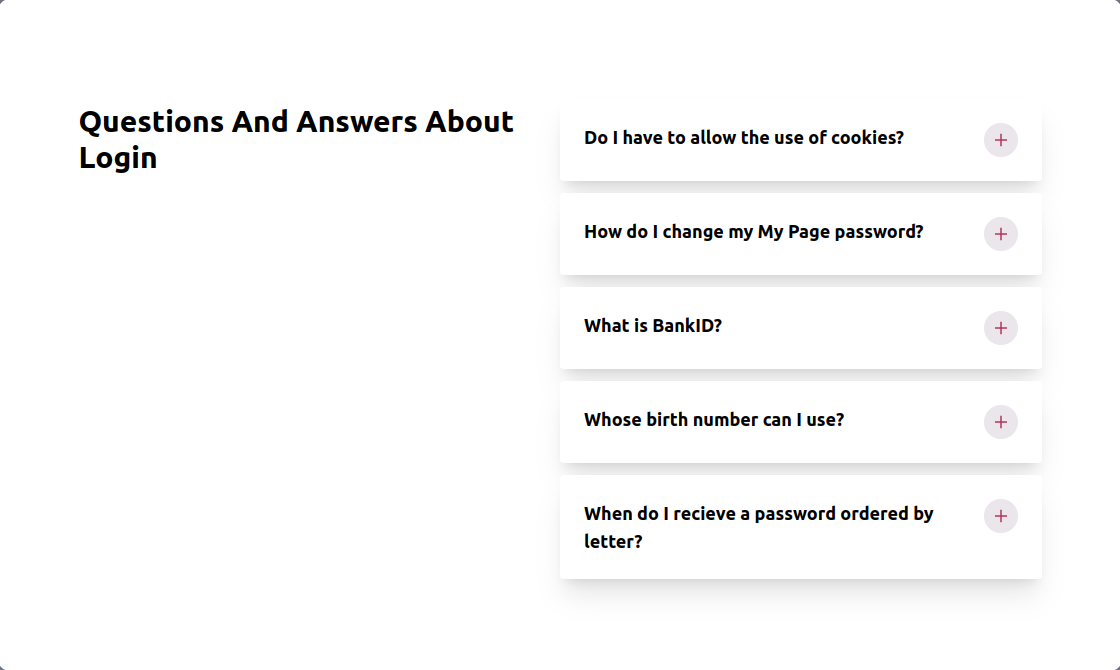 Questions And Answers About
Login
Do I have to allow the use of cookies?
How do I change my My Page password?
What is BankID?
Whose birth number can I use?
When do I recieve a password ordered by
letter?